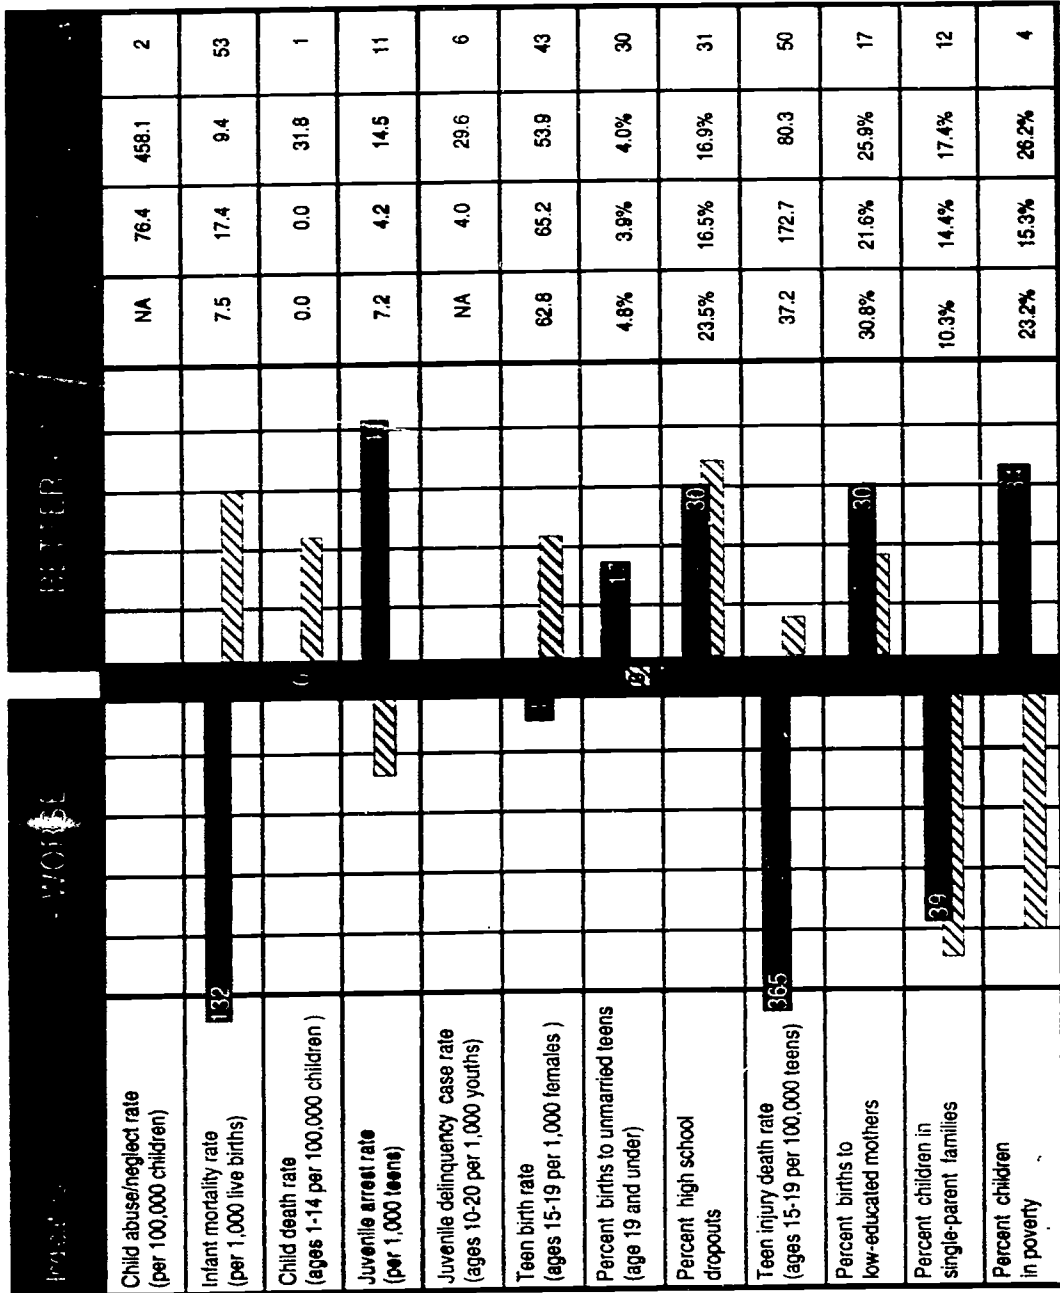 - WORSE
BETTER
Child abuse/neglect rate
(per 100,000 children)
NA 76.4 458.1 2
Infant mortality rate
(per 1,000 live births)
132
7.5 17.4 9.4 53
Child death rate
(ages 1-14 per 100,000 children )
0.0 0.0 31.8 1
Juvenile arrest rate
(per 1,000 teens)
7.2 4.2 14.5 11
Juvenile delinquency case rate
(ages 10-20 per 1,000 youths)
NA 4.0 29.6 6
Teen birth rate
(ages 15-19 per 1,000 females )
62.8 65.2 53.9 43
Percent births to unmarried teens
(age 19 and under)
4.8% 3.9% 4.0% 30
Percent high school
dropouts
30
23.5% 16.5% 16.9% 31
Teen injury death rate
(ages 15-19 per 100,000 teens)
365
37.2 172.7 80.3 50
Percent births to
low-educated mothers
30
30.8% 21.6% 25.9% 17
Percent children in
single-parent families
39
10.3% 14.4% 17.4% 12
Percent children
in poverty
23.2% 15.3% 26.2% 4